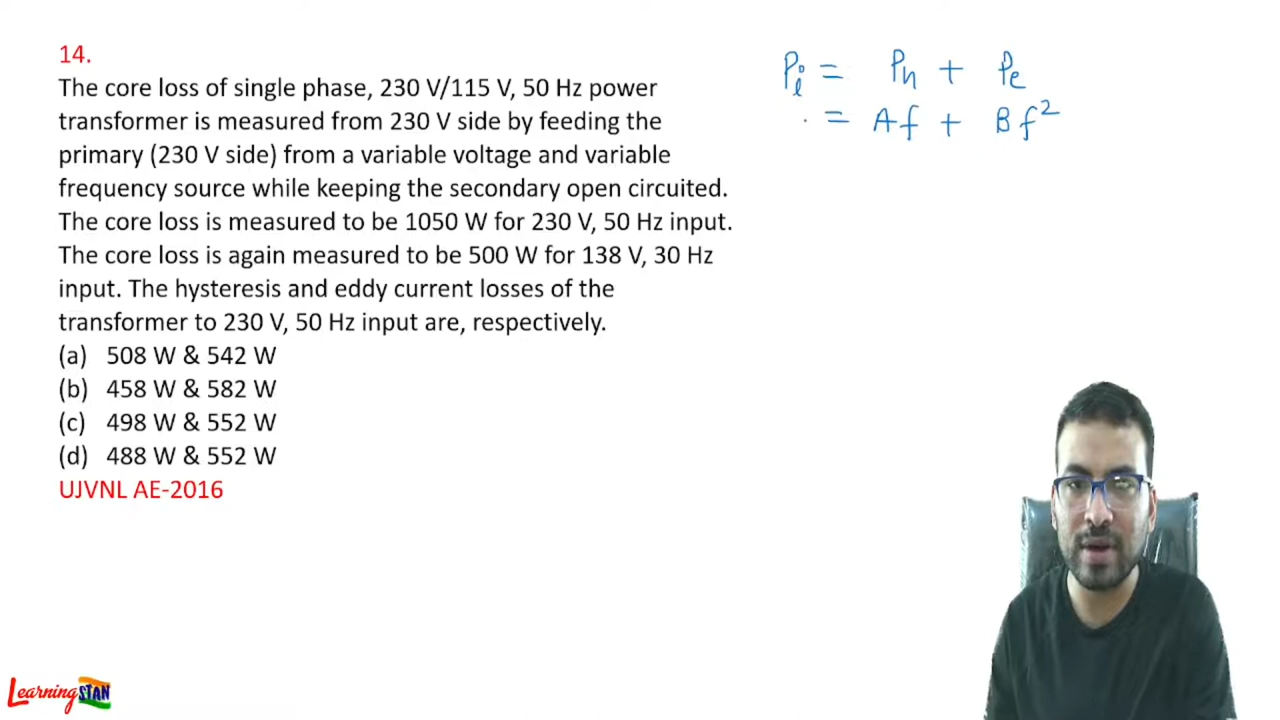 14.
The core loss of single phase, 230 V/115 V, 50 Hz power
transformer is measured from 230 V side by feeding the
primary (230 V side) from a variable voltage and variable
frequency source while keeping the secondary open circuited.
The core loss is measured to be 1050 W for 230 V, 50 Hz input.
The core loss is again measured to be 500 W for 138 V, 30 Hz
input. The hysteresis and eddy current losses of the
transformer to 230 V, 50 Hz input are, respectively.
(a) 508 W & 542 W
(b) 458 W & 582 W
(c) 498 W & 552 W
(d) 488 W & 552 W
UJVNL AE-2016
Pi = Ph + Pe
l
= Af + Bf²
Learning STAN